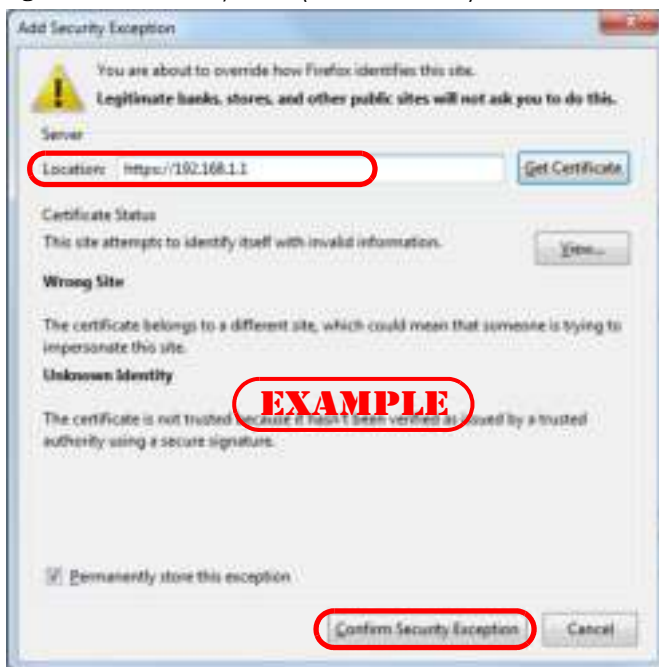 Add Security Exception
You are about to override how Firefox identifies this site.
Legitimate banks, stores, and other public sites will not ask you to do this.
Server
Location: https://192.168.1.1
Get Certificate
Certificate Status
This site attempts to identify itself with invalid information.
View...
Wrong Site
The certificate belongs to a different site, which could mean that someone is trying to
impersonate this site.
Unknown Identity
EXAMPLE
The certificate is not trusted because it hasn't been verified as issued by a trusted
authority using a secure signature.
Permanently store this exception
Confirm Security Exception
Cancel